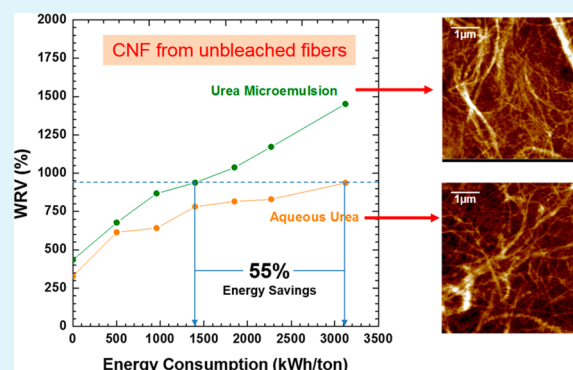 CNF from unbleached fibers
Urea Microemulsion
Aqueous Urea
55%
Energy Savings
WRV (%)
2000
1750
1500
1250
1000
750
500
250
0
0
500
1000
1500
2000
2500
3000
3500
Energy Consumption (kWh/ton)
1µm
1µm